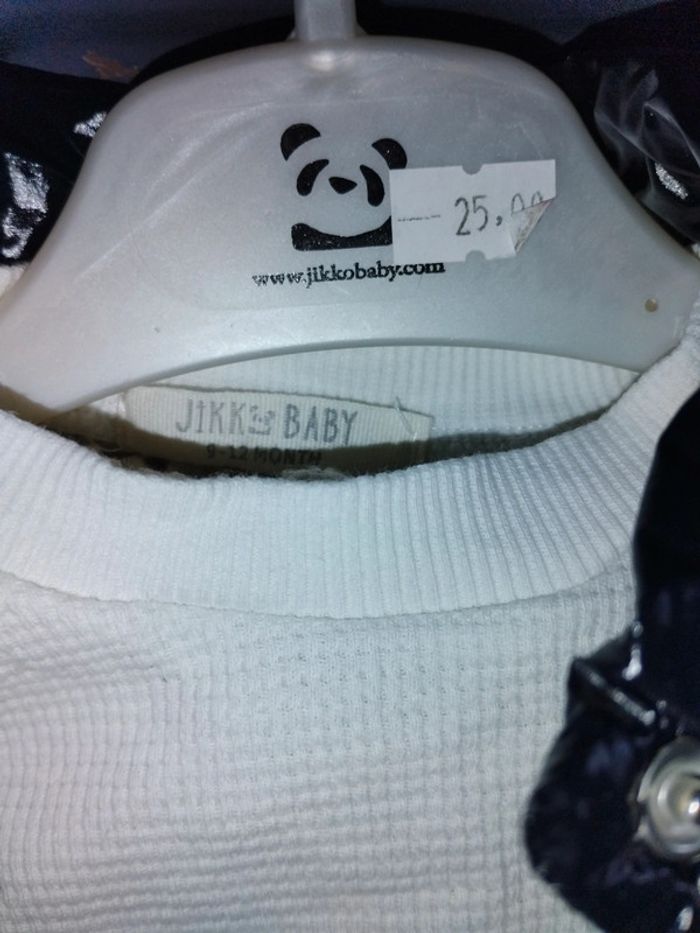 25,00
www.jikkobaby.com
JiKKO BABY
9-12 MONTH